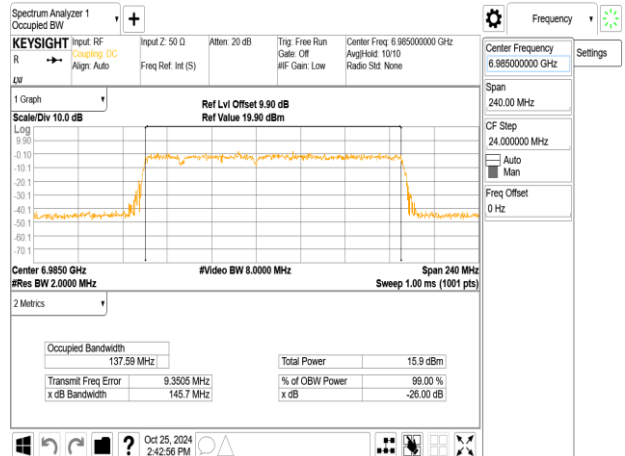 Spectrum Analyzer 1
Occupied BW
Frequency
KEYSIGHT
Input: RF
Coupling: DC
Align: Auto
R
LXI
Input Z: 50 Ω
Freq Ref: Int (S)
Atten: 20 dB
Trig: Free Run
Gate: Off
#IF Gain: Low
Center Freq: 6.985000000 GHz
Avg|Hold: 10/10
Radio Std: None
Center Frequency
6.985000000 GHz
Settings
Span
240.00 MHz
CF Step
24.000000 MHz
Auto
Man
Freq Offset
0 Hz
1 Graph
Ref Lvl Offset 9.90 dB
Scale/Div 10.0 dB
Ref Value 19.90 dBm
Log
9.90
-0.10
-10.1
-20.1
-30.1
-40.1
-50.1
-60.1
-70.1
Center 6.9850 GHz
#Video BW 8.0000 MHz
Span 240 MHz
#Res BW 2.0000 MHz
Sweep 1.00 ms (1001 pts)
2 Metrics
Occupied Bandwidth
137.59 MHz
Total Power 15.9 dBm
Transmit Freq Error 9.3505 MHz
% of OBW Power 99.00 %
x dB Bandwidth 145.7 MHz
x dB -26.00 dB
Oct 25, 2024
2:42:56 PM